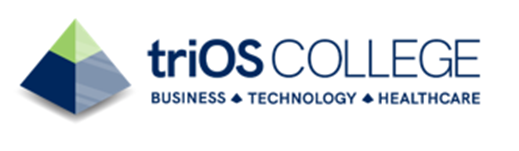 triOS COLLEGE
BUSINESS ♠ TECHNOLOGY ♠ HEALTHCARE